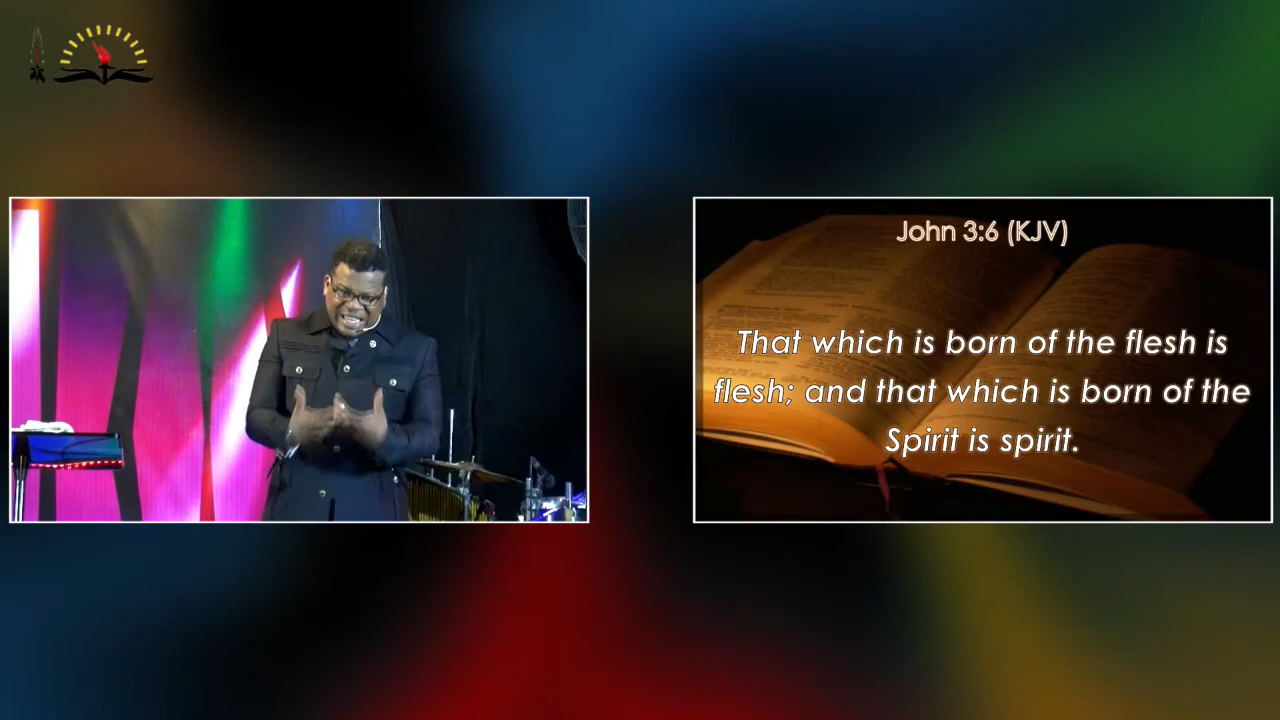 John 3:6 (KJV)
That which is born of the flesh is
flesh; and that which is born of the
Spirit is spirit.